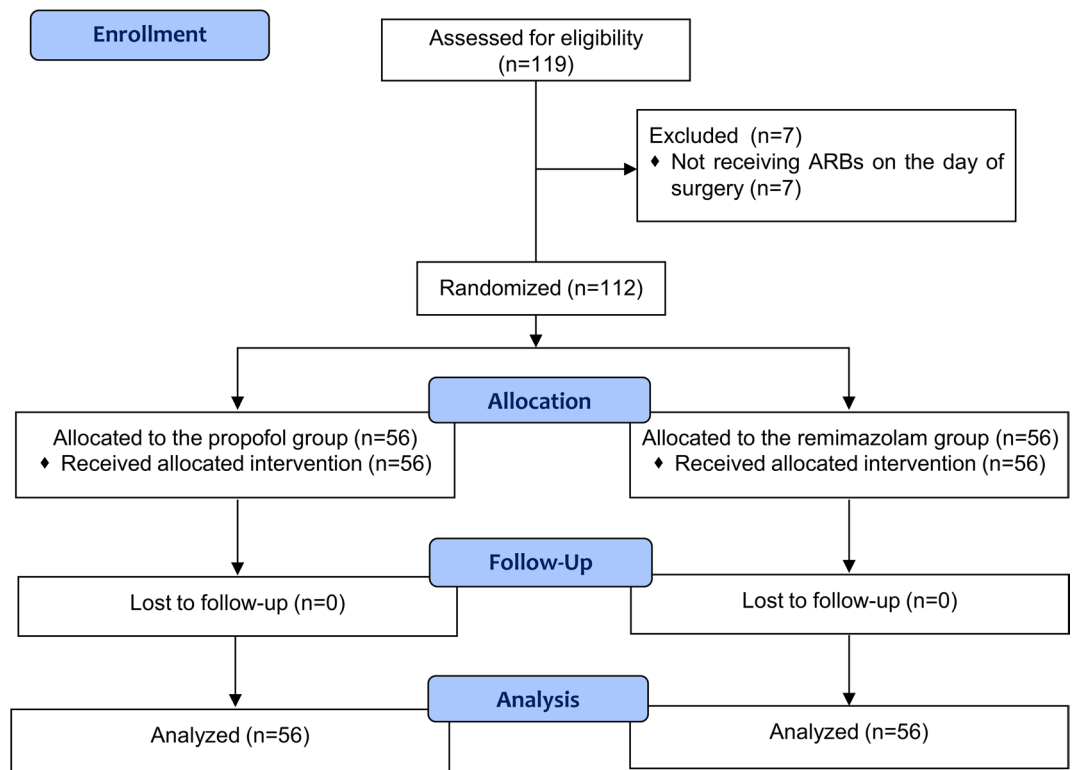 Enrollment
Assessed for eligibility
(n=119)
Excluded (n=7)
♦ Not receiving ARBs on the day of
surgery (n=7)
Randomized (n=112)
Allocation
Allocated to the propofol group (n=56)
♦ Received allocated intervention (n=56)
Allocated to the remimazolam group (n=56)
♦ Received allocated intervention (n=56)
Follow-Up
Lost to follow-up (n=0)
Lost to follow-up (n=0)
Analysis
Analyzed (n=56)
Analyzed (n=56)